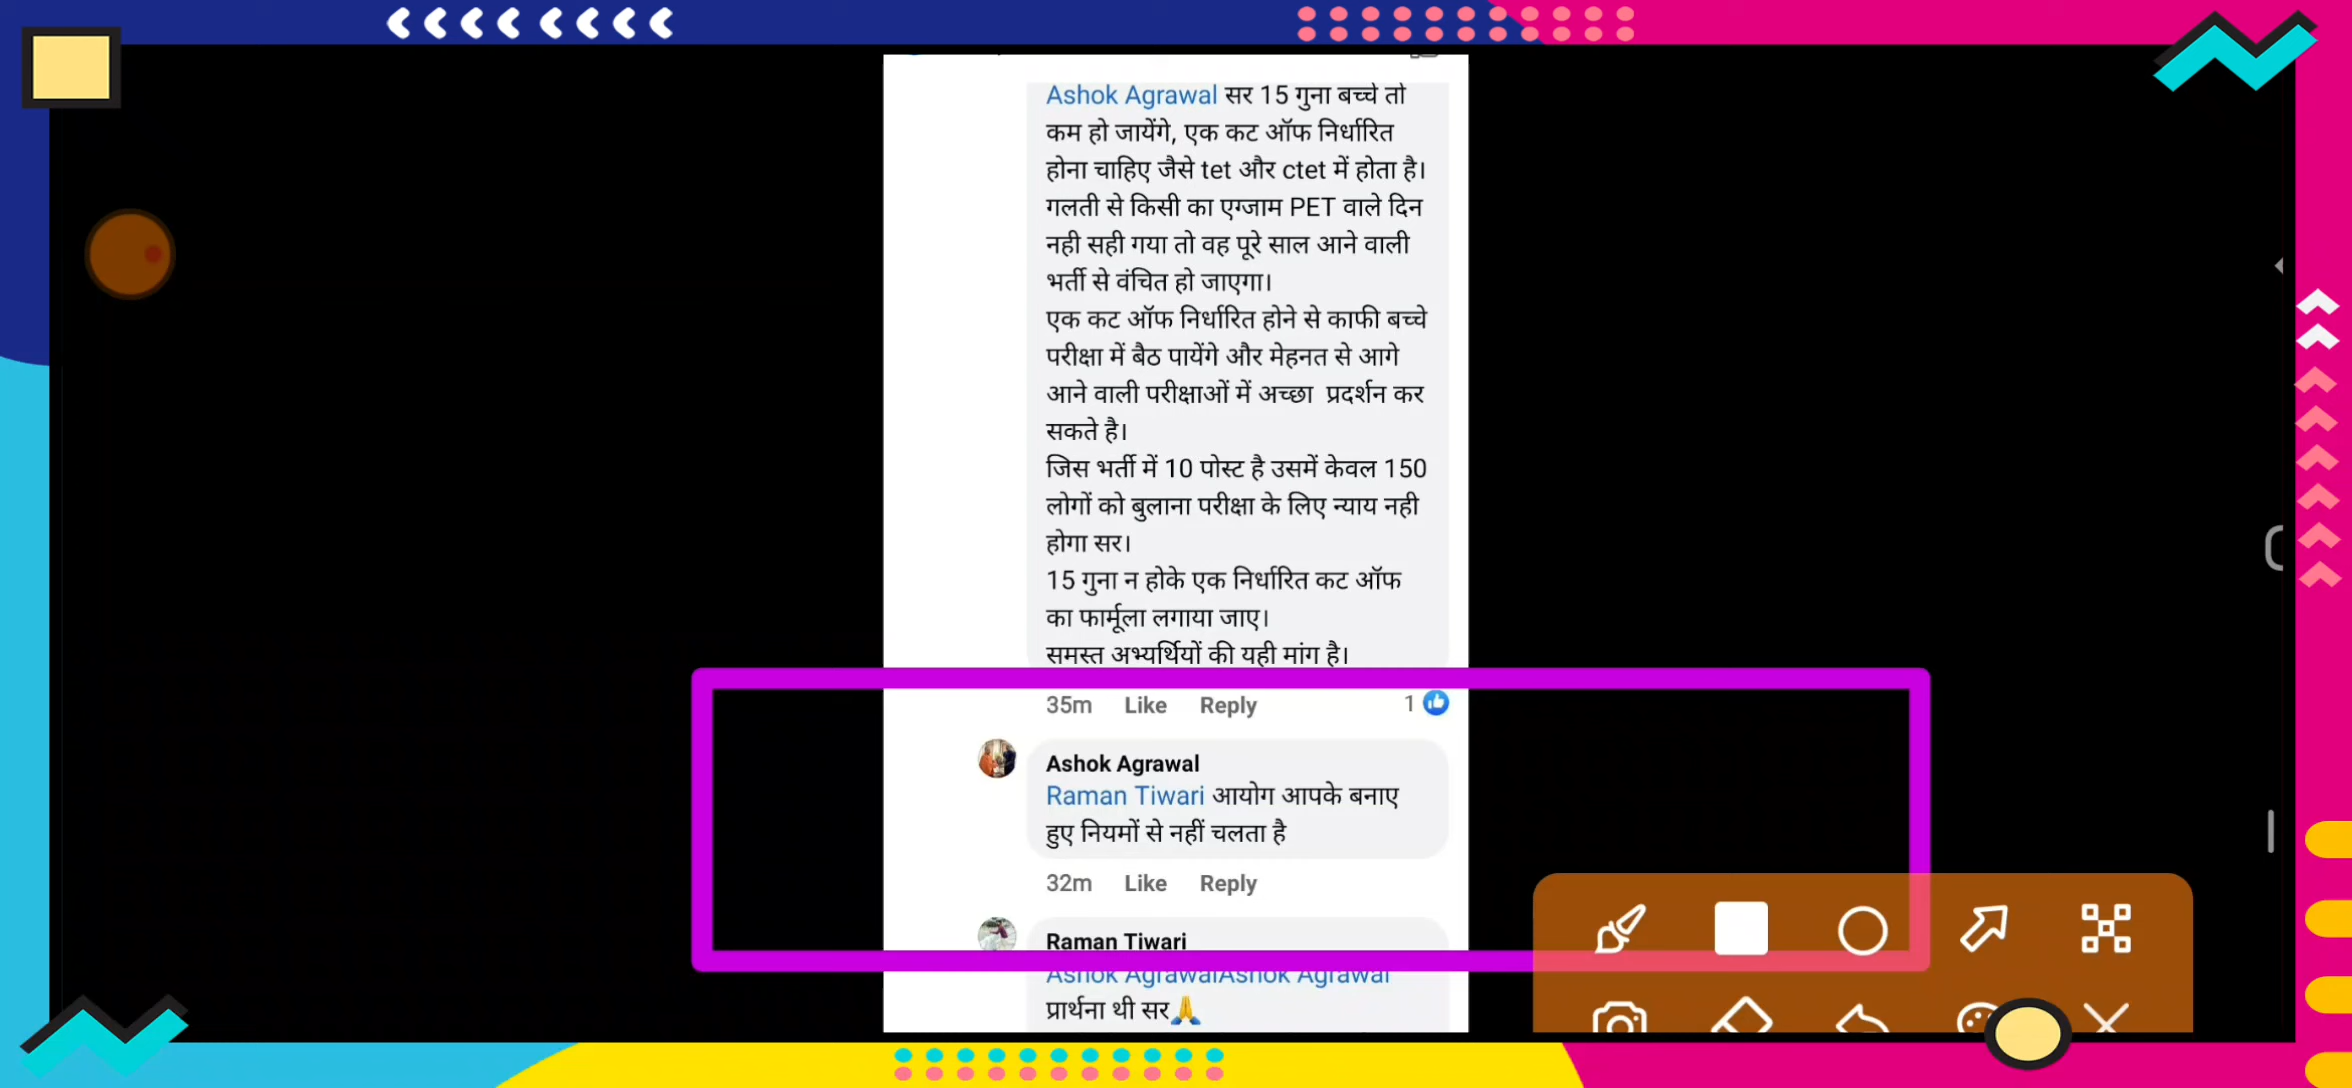 Ashok Agrawal सर 15 गुना बच्चे तो
कम हो जायेंगे, एक कट ऑफ निर्धारित
होना चाहिए जैसे tet और ctet में होता है।
गलती से किसी का एग्जाम PET वाले दिन
नही सही गया तो वह पूरे साल आने वाली
भर्ती से वंचित हो जाएगा।
एक कट ऑफ निर्धारित होने से काफी बच्चे
परीक्षा में बैठ पायेंगे और मेहनत से आगे
आने वाली परीक्षाओं में अच्छा प्रदर्शन कर
सकते है।
जिस भर्ती में 10 पोस्ट है उसमें केवल 150
लोगों को बुलाना परीक्षा के लिए न्याय नही
होगा सर।
15 गुना न होके एक निर्धारित कट ऑफ
का फार्मूला लगाया जाए।
समस्त अभ्यर्थियों की यही मांग है।
35m Like Reply 1
Ashok Agrawal
Raman Tiwari आयोग आपके बनाए
हुए नियमों से नहीं चलता है
32m Like Reply
Raman Tiwari
Ashok AgrawalAshok Agrawal
प्रार्थना थी सर🙏